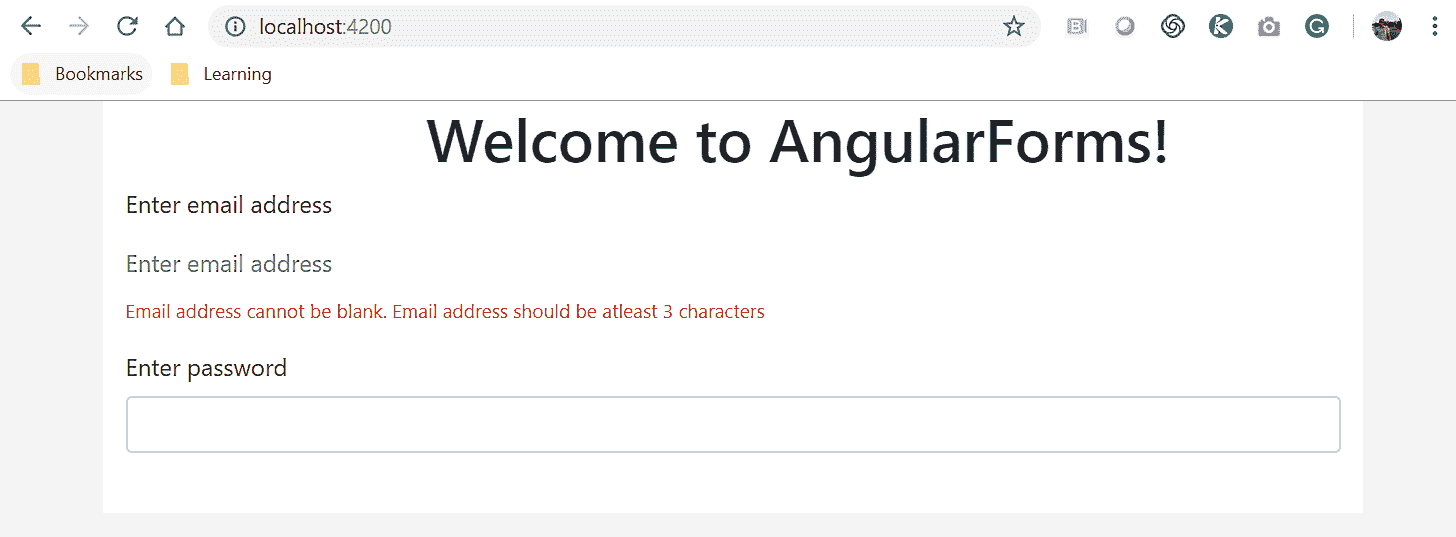 localhost:4200
Bookmarks Learning
Welcome to AngularForms!
Enter email address
Enter email address
Email address cannot be blank. Email address should be atleast 3 characters
Enter password